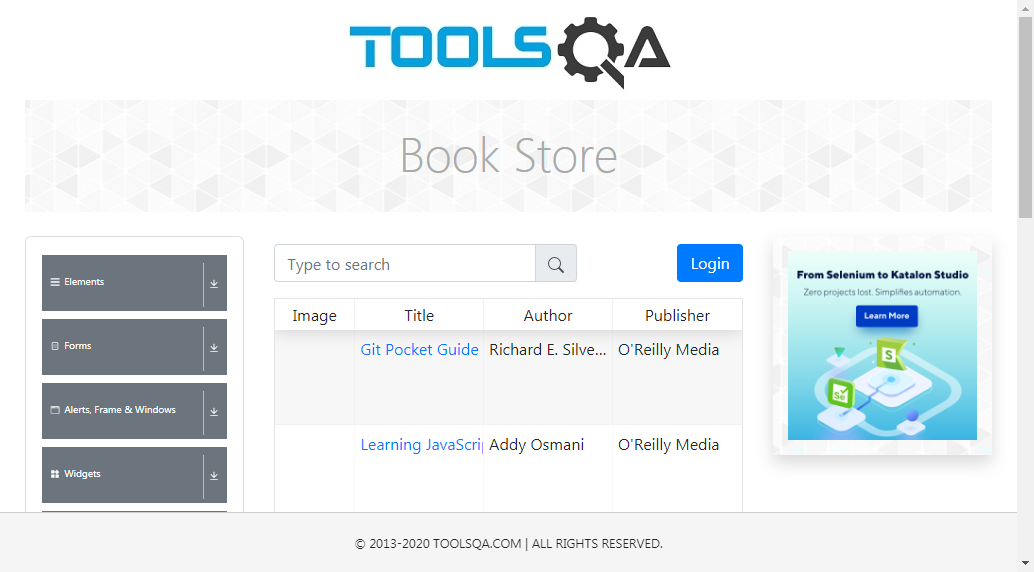 TOOLSQA
Book Store
Elements
Forms
Alerts, Frame & Windows
Widgets
Type to search
Login
Image Title Author Publisher
Git Pocket Guide Richard E. Silve... O'Reilly Media
Learning JavaScri Addy Osmani O'Reilly Media
From Selenium to Katalon Studio
Zero projects lost. Simplifies automation.
Learn More
S
Se
© 2013-2020 TOOLSQA.COM | ALL RIGHTS RESERVED.